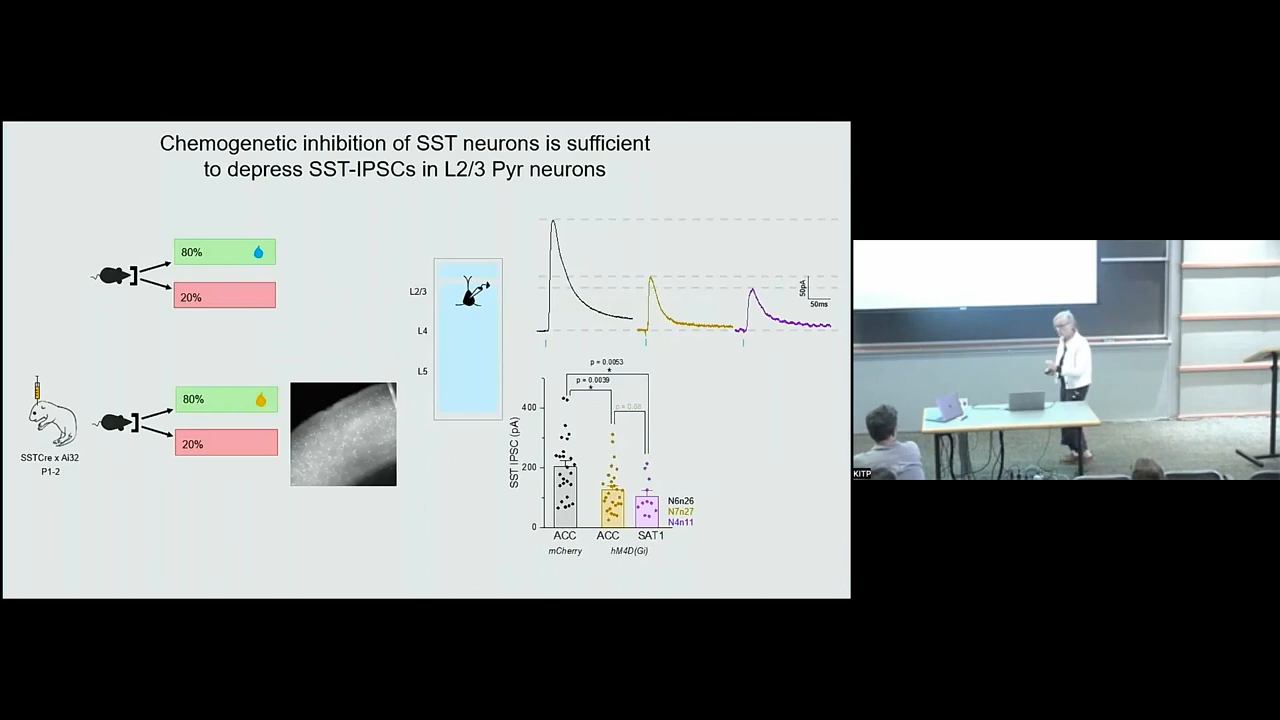 Chemogenetic inhibition of SST neurons is sufficient
to depress SST-IPSCs in L2/3 Pyr neurons
80%
20%
SSTCre x Ai32
P1-2
80%
20%
L2/3
L4
L5
50pA
50ms
p = 0.0053
*
p = 0.0039
*
p = 0.68
SST IPSC (pA)
400
200
0
N6n26
N7n27
N4n11
ACC
ACC
SAT1
mCherry
hM4D(Gi)
KITP